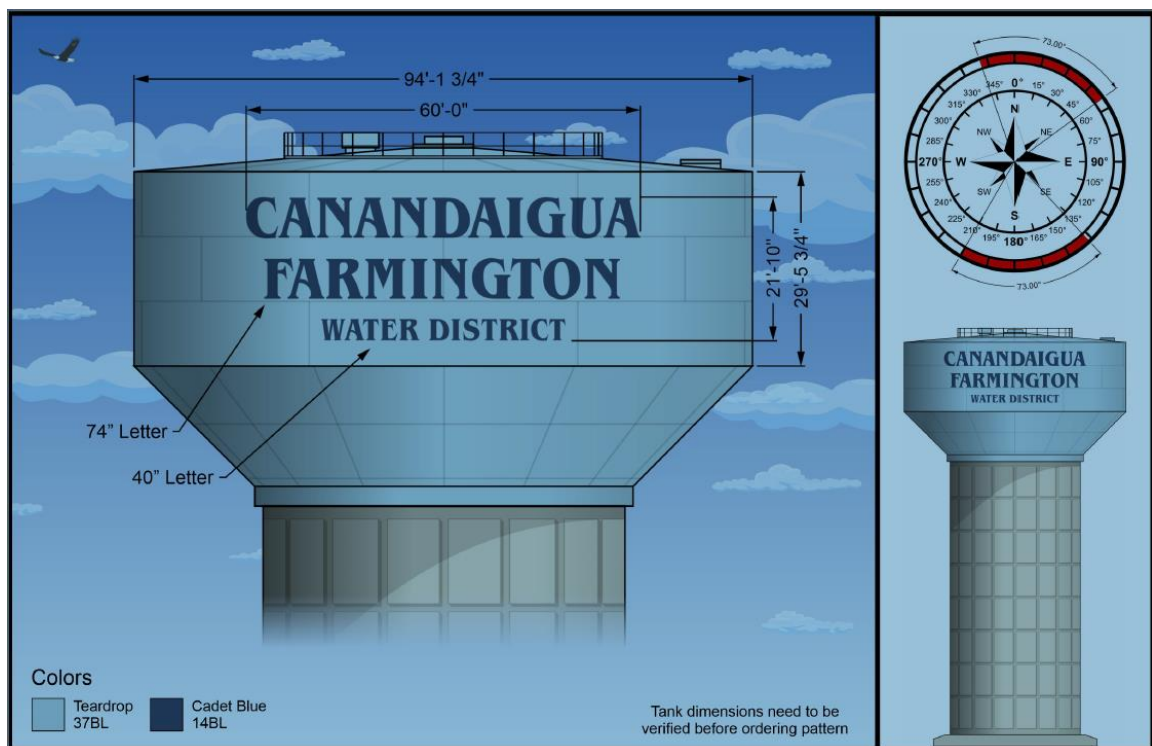 94'-1 3/4"
60'-0"
CANANDAIGUA
FARMINGTON
WATER DISTRICT
21'-10"
29'-5 3/4"
74” Letter
40” Letter
Colors
Teardrop
37BL
Cadet Blue
14BL
Tank dimensions need to be
verified before ordering pattern
73.00°
0°
15°
30°
45°
60°
75°
90°
105°
120°
135°
150°
165°
180°
195°
210°
225°
240°
255°
270°
285°
300°
315°
330°
345°
N
NE
E
SE
S
SW
W
NW
73.00°
CANANDAIGUA
FARMINGTON
WATER DISTRICT